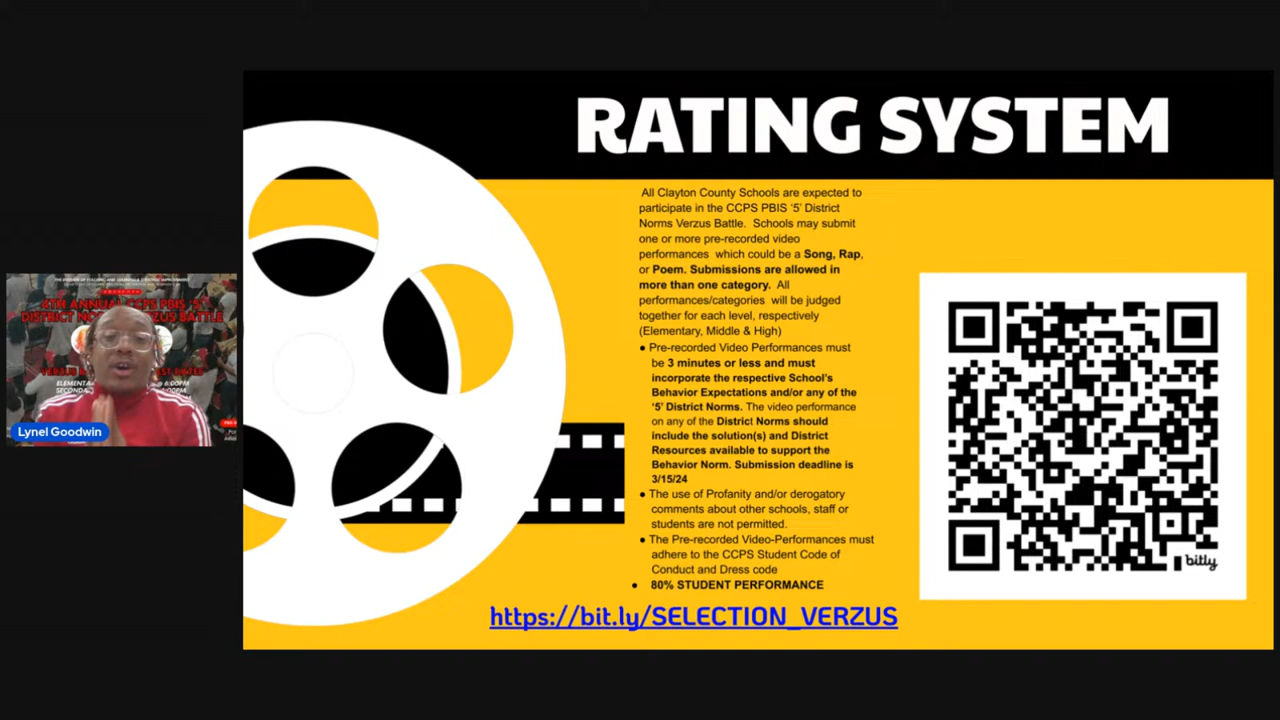 RATING SYSTEM
All Clayton County Schools are expected to
participate in the CCPS PBIS ‘5’ District
Norms Verzus Battle. Schools may submit
one or more pre-recorded video
performances which could be a Song, Rap,
or Poem. Submissions are allowed in
more than one category. All
performances/categories will be judged
together for each level, respectively
(Elementary, Middle & High)
● Pre-recorded Video Performances must
be 3 minutes or less and must
incorporate the respective School’s
Behavior Expectations and/or any of the
‘5’ District Norms. The video performance
on any of the District Norms should
include the solution(s) and District
Resources available to support the
Behavior Norm. Submission deadline is
3/15/24
● The use of Profanity and/or derogatory
comments about other schools, staff or
students are not permitted.
● The Pre-recorded Video-Performances must
adhere to the CCPS Student Code of
Conduct and Dress code
● 80% STUDENT PERFORMANCE
https://bit.ly/SELECTION_VERZUS
bitly
ANNUAL CCPS PBIS ‘5’
DISTRICT BATTLE
Lynel Goodwin